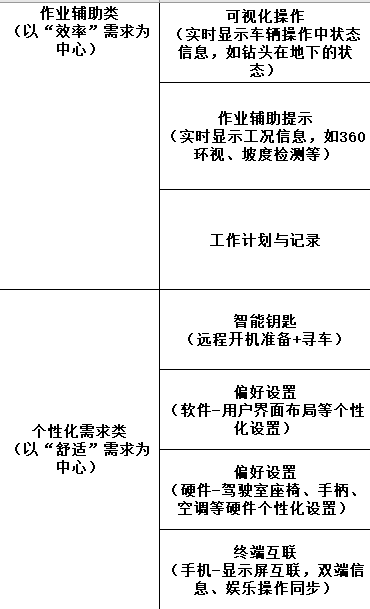 作业辅助类
（以“效率”需求为
中心）
可视化操作
（实时显示车辆操作中状态
信息，如钻头在地下的状
态）
作业辅助提示
（实时显示工况信息，如360
环视、坡度检测等）
工作计划与记录
个性化需求类
（以“舒适”需求为
中心）
智能钥匙
（远程开机准备+寻车）
偏好设置
（软件-用户界面布局等个性
化设置）
偏好设置
（硬件-驾驶室座椅、手柄、
空调等硬件个性化设置）
终端互联
（手机-显示屏互联，双端信
息、娱乐操作同步）